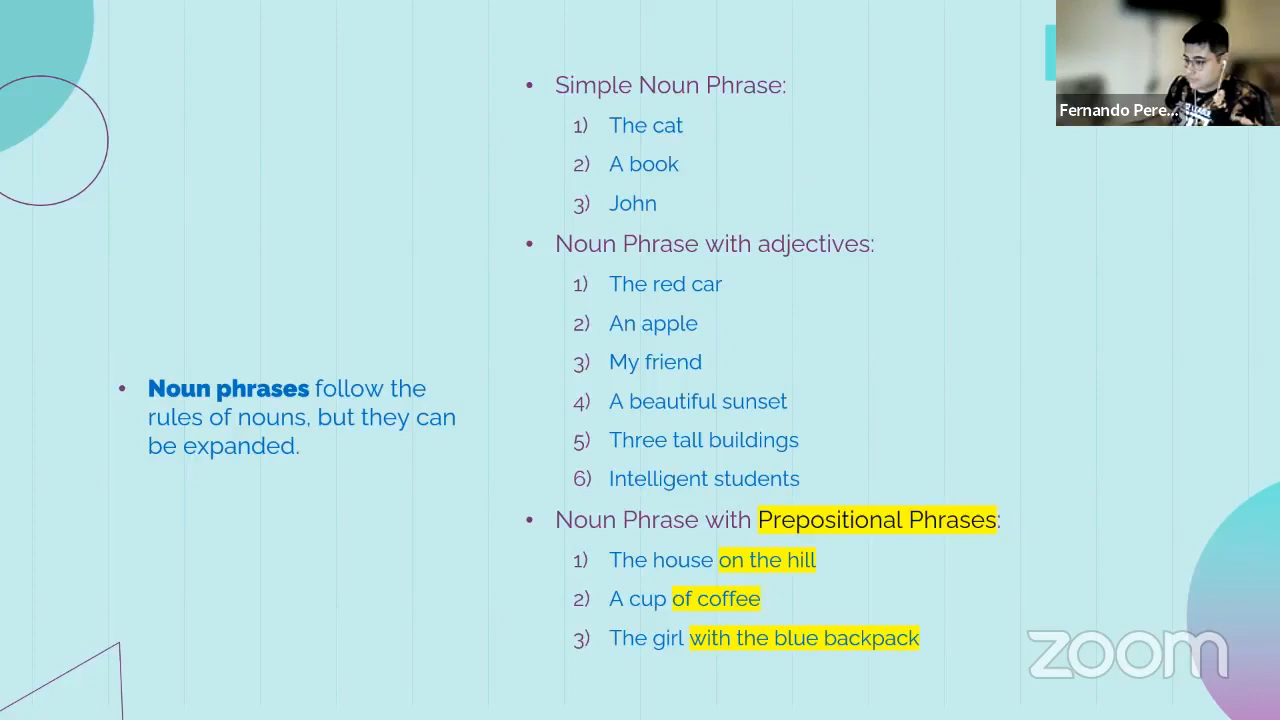 • Noun phrases follow the
rules of nouns, but they can
be expanded.
• Simple Noun Phrase:
1) The cat
2) A book
3) John
• Noun Phrase with adjectives:
1) The red car
2) An apple
3) My friend
4) A beautiful sunset
5) Three tall buildings
6) Intelligent students
• Noun Phrase with Prepositional Phrases:
1) The house on the hill
2) A cup of coffee
3) The girl with the blue backpack
Fernando Pere...
zoom